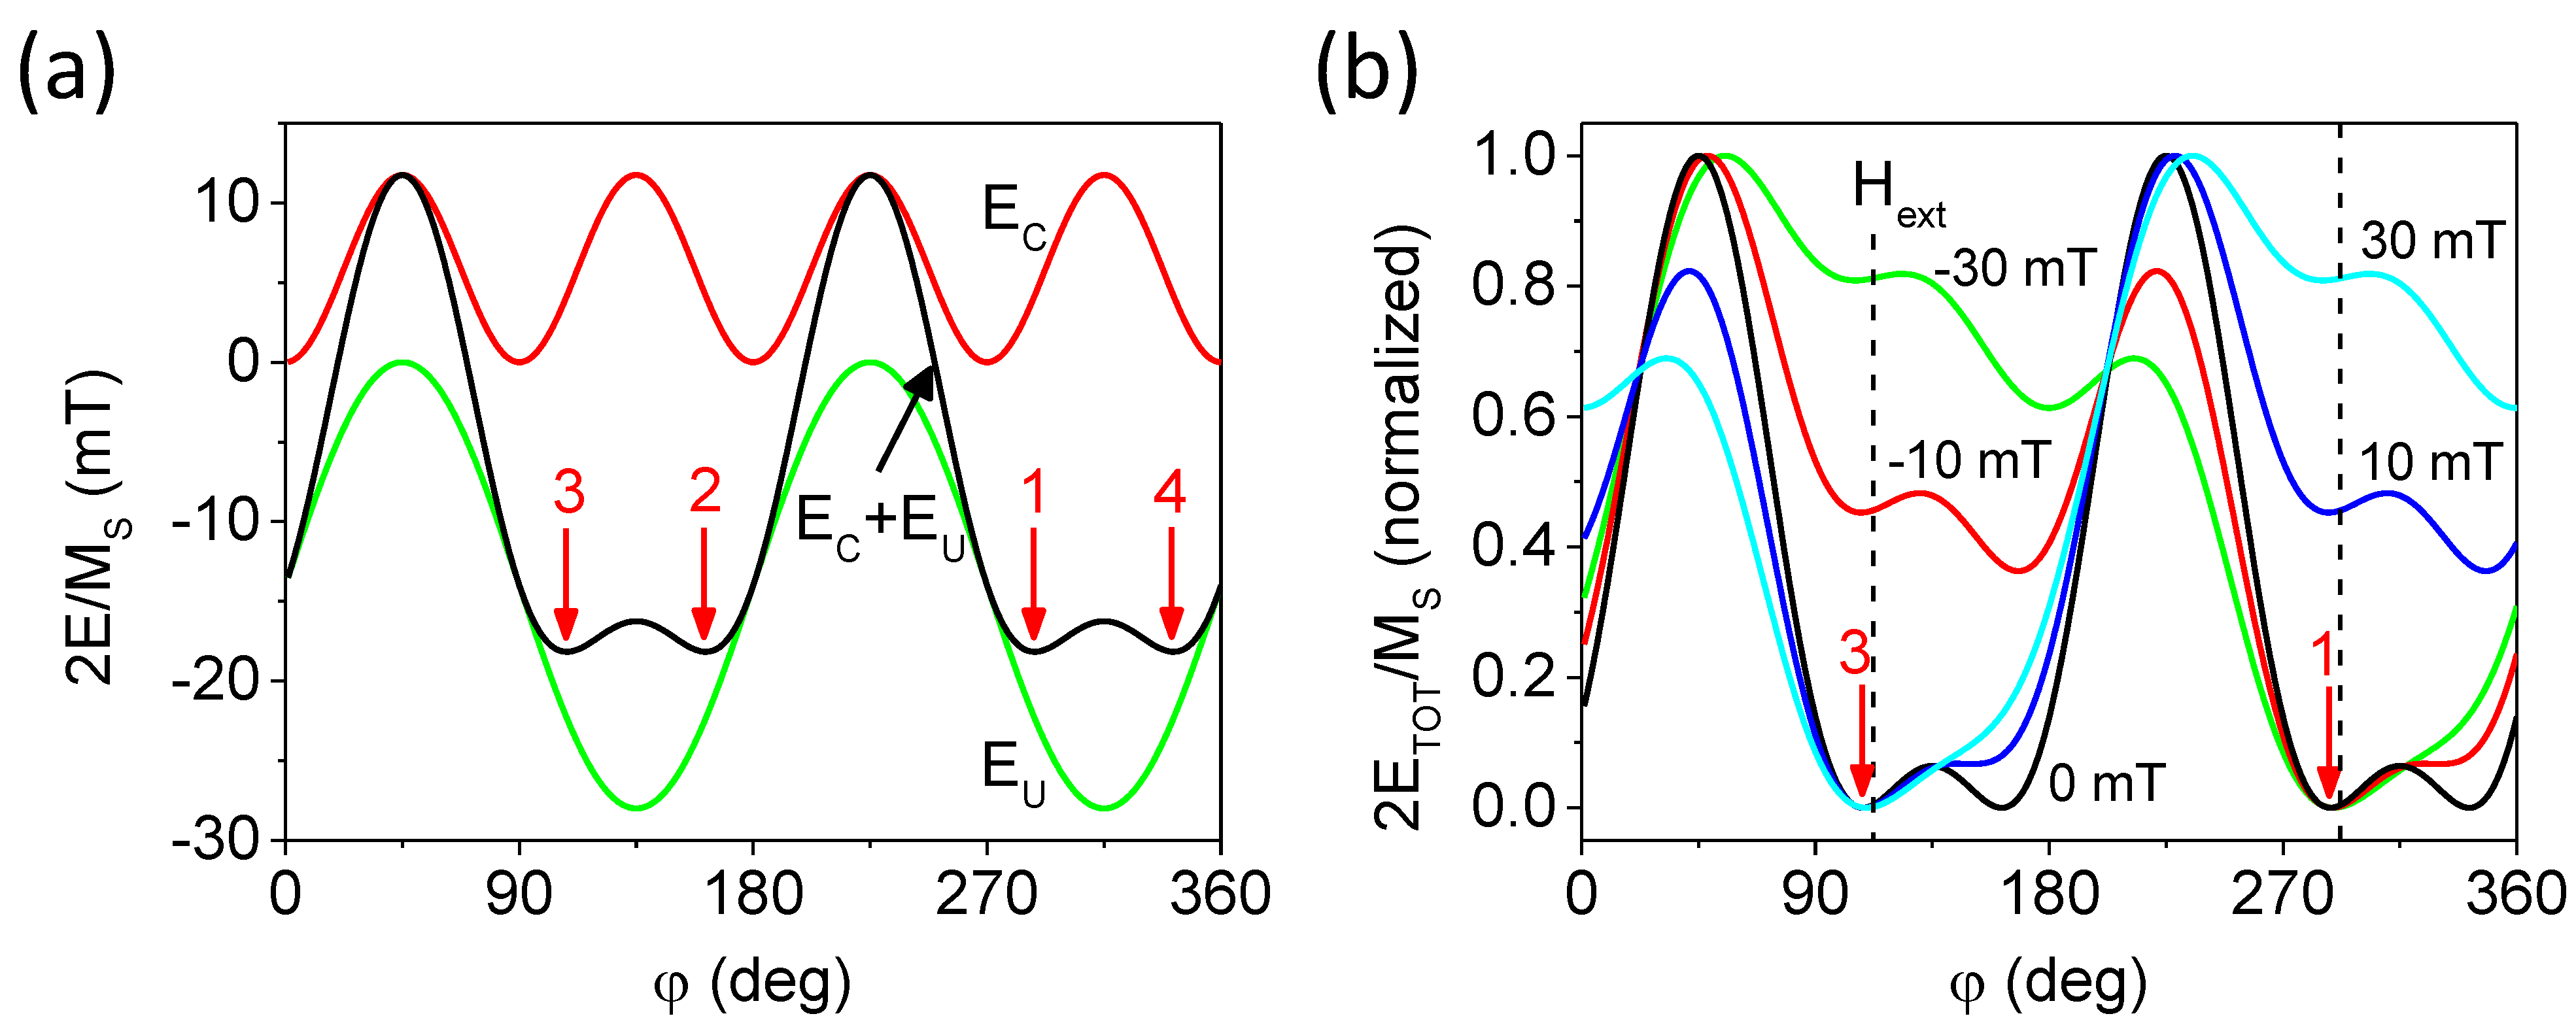 (a)
2E/M_S (mT)
10
0
-10
-20
-30
0
90
180
270
360
φ (deg)
E_C
3
2
1
4
E_C+E_U
E_U
(b)
2E_TOT/M_S (normalized)
1.0
0.8
0.6
0.4
0.2
0.0
0
90
180
270
360
φ (deg)
H_ext
-30 mT
30 mT
-10 mT
10 mT
3
1
0 mT